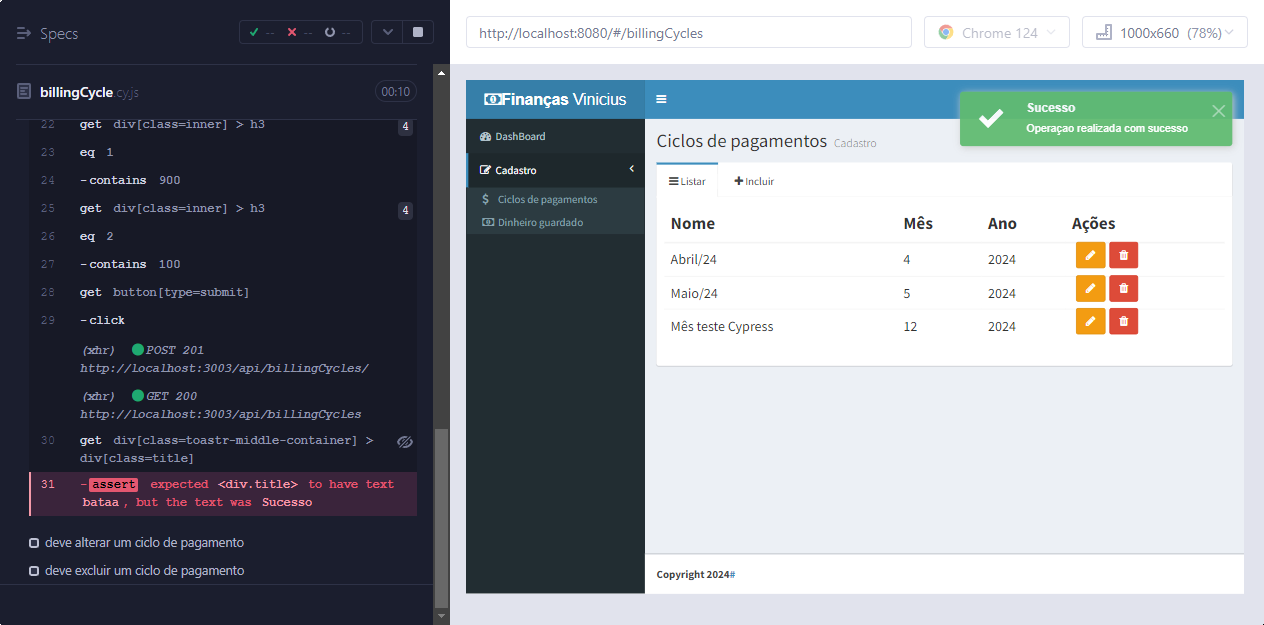 Specs
--
--
--
billingCycle.cy.js
00:10
22 get div[class=inner] > h3 4
23 eq 1
24 -contains 900
25 get div[class=inner] > h3 4
26 eq 2
27 -contains 100
28 get button[type=submit]
29 -click
(xhr) POST 201
http://localhost:3003/api/billingCycles/
(xhr) GET 200
http://localhost:3003/api/billingCycles
30 get div[class=toastr-middle-container] >
div[class=title]
31 -assert expected <div.title> to have text
bataa, but the text was Sucesso
deve alterar um ciclo de pagamento
deve excluir um ciclo de pagamento
http://localhost:8080/#/billingCycles
Chrome 124
1000x660 (78%)
Finanças Vinicius
DashBoard
Cadastro
$ Ciclos de pagamentos
Dinheiro guardado
Sucesso
Operaçao realizada com sucesso
Ciclos de pagamentos Cadastro
Listar
Incluir
Nome Mês Ano Ações
Abril/24 4 2024
Maio/24 5 2024
Mês teste Cypress 12 2024
Copyright 2024#